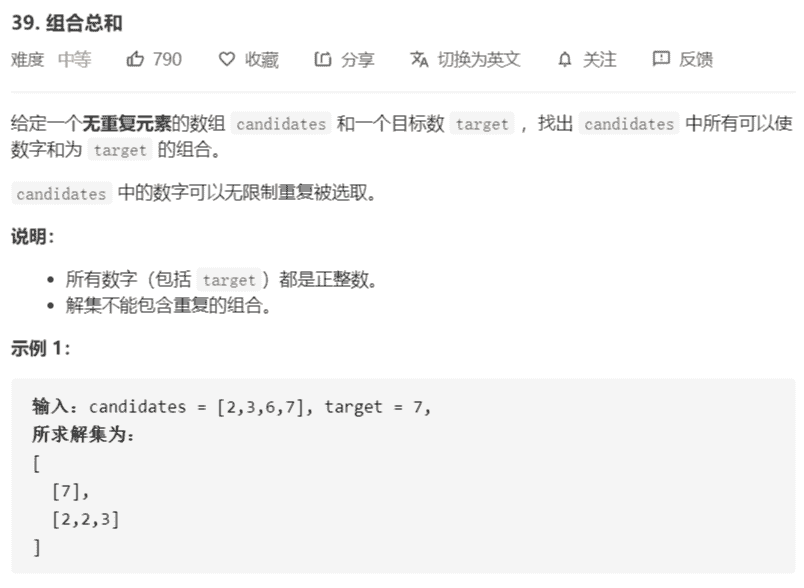 39. 组合总和
难度 中等 790 收藏 分享 切换为英文 关注 反馈
给定一个无重复元素的数组 candidates 和一个目标数 target ，找出 candidates 中所有可以使
数字和为 target 的组合。
candidates 中的数字可以无限制重复被选取。
说明：
• 所有数字（包括 target）都是正整数。
• 解集不能包含重复的组合。
示例 1：
输入：candidates = [2,3,6,7], target = 7,
所求解集为：
[
[7],
[2,2,3]
]